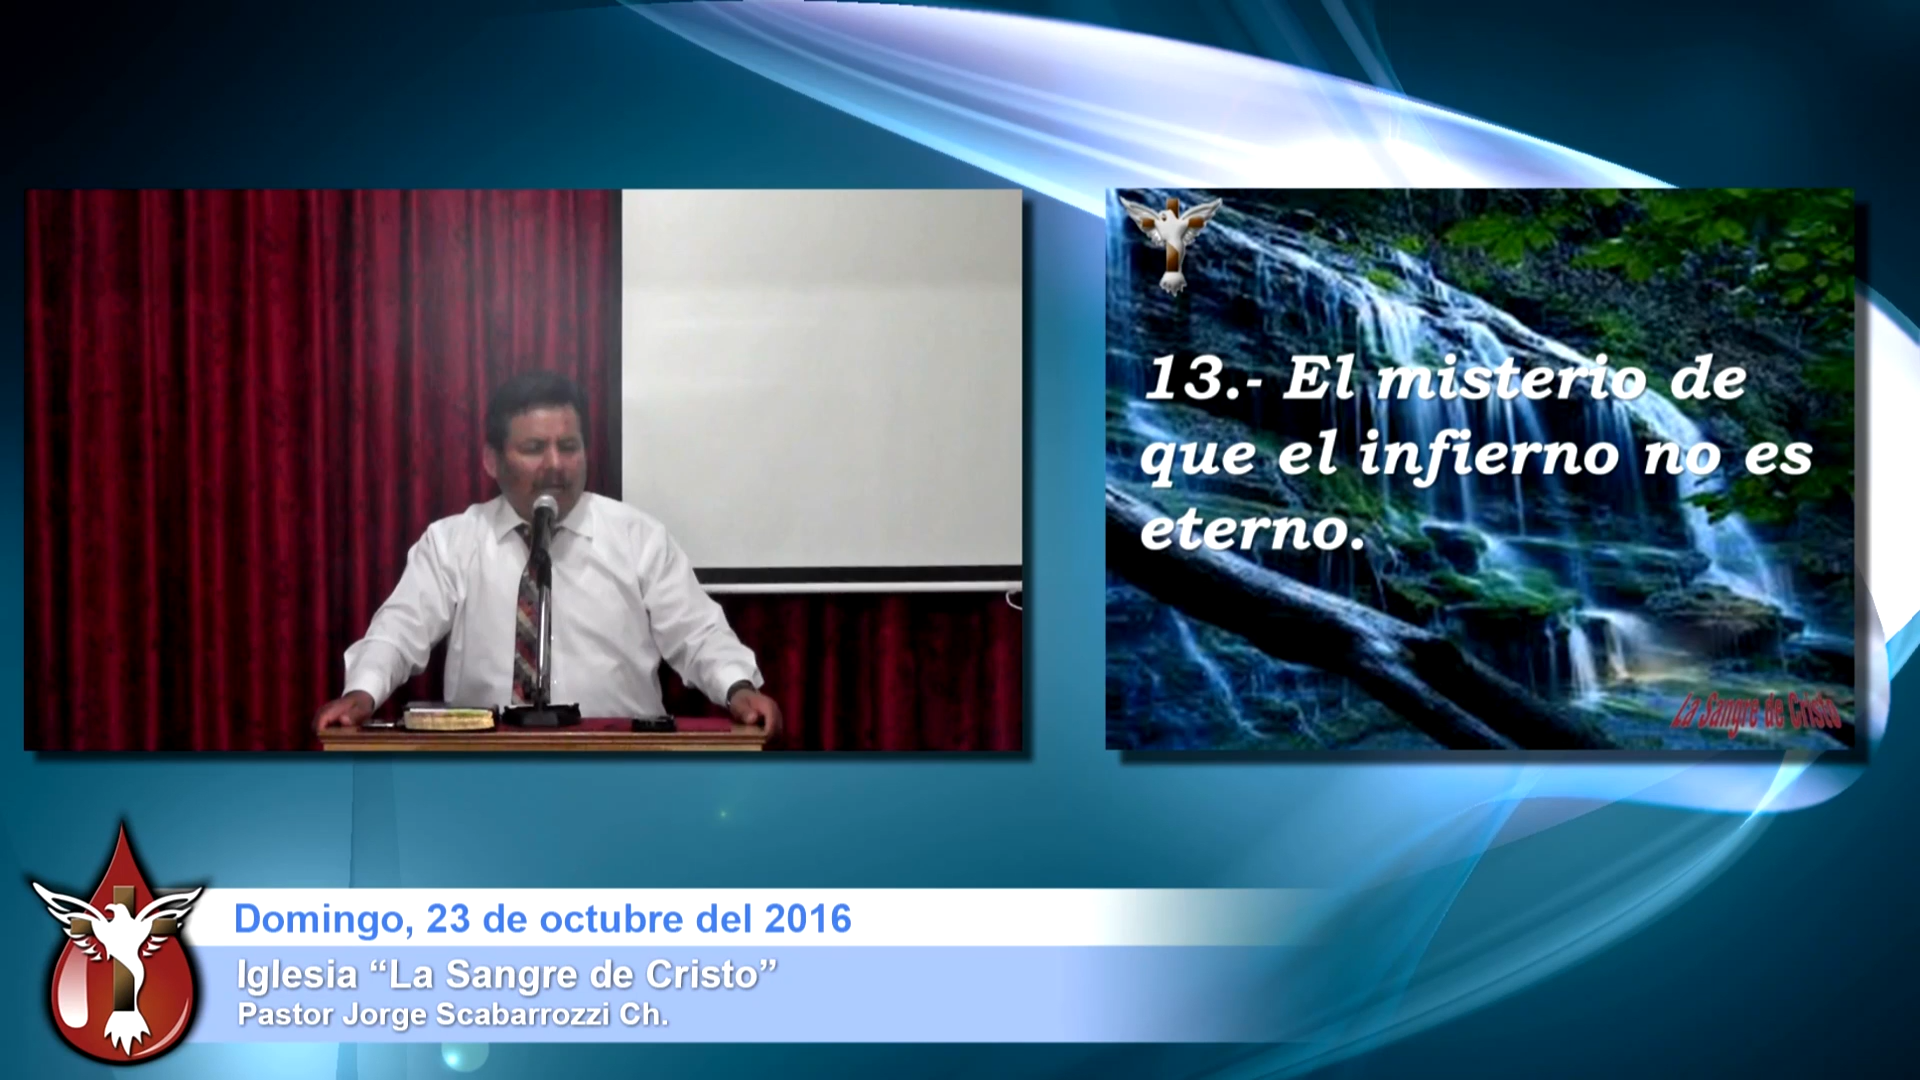 13.- El misterio de
que el infierno no es
eterno.
La Sangre de Cristo
Domingo, 23 de octubre del 2016
Iglesia “La Sangre de Cristo”
Pastor Jorge Scabarrozzi Ch.